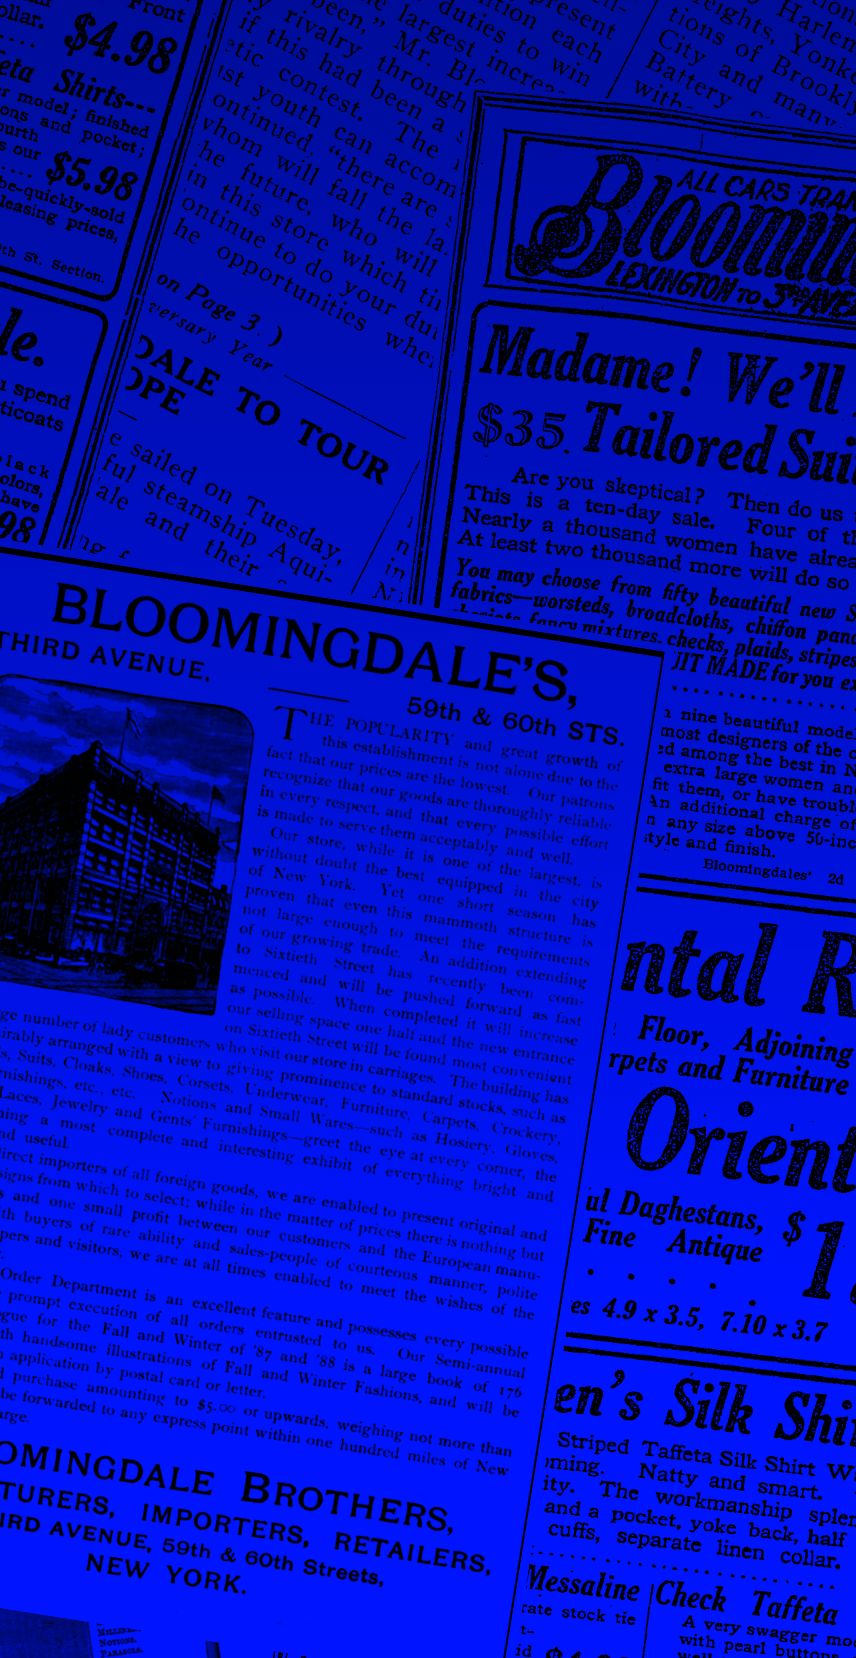 Front
ollar.
$4.98
eta Shirts---
r model; finished
ons and pocket;
ourth
s our
$5.98
be-quickly-sold
leasing prices,
th St. Section.
le.
u spend
ticoats
black
olors,
have
98
present
ntion each
duties to win
e largest increa
been," Mr. Blo
y rivalry through
if this had been a
etic contest. The
st youth can accom
ontinued, "there are
whom will fall the la
he future, who will
in this store which ti
ontinue to do your du
he opportunities whe
on Page 3.)
versary Year
DALE TO TOUR
OPE
e sailed on Tuesday,
ful steamship Aqui-
ale and their
Harlem
eights, Yonke
tions of Brookly
City and many
Battery
with
ALL CARS TRAN
Bloomin
LEXINGTON TO 3RD AVE
Madame! We'll
$35. Tailored Sui
Are you skeptical? Then do us
This is a ten-day sale. Four of th
Nearly a thousand women have alrea
At least two thousand more will do so
You may choose from fifty beautiful new S
fabrics—worsteds, broadcloths, chiffon pana
fancy mixtures, checks, plaids, stripes
UIT MADE for you ex
nine beautiful model
most designers of the c
ed among the best in N
extra large women an
fit them, or have troubl
An additional charge of
n any size above 50-inc
tyle and finish.
Bloomingdales' 2d
BLOOMINGDALE'S,
THIRD AVENUE.
59th & 60th STS.
THE POPULARITY and great growth of
this establishment is not alone due to the
fact that our prices are the lowest. Our patrons
recognize that our goods are thoroughly reliable
in every respect, and that every possible effort
is made to serve them acceptably and well.
Our store, while it is one of the largest, is
without doubt the best equipped in the city
of New York. Yet one short season has
proven that even this mammoth structure is
not large enough to meet the requirements
of our growing trade. An addition extending
to Sixtieth Street has recently been com-
menced and will be pushed forward as fast
as possible. When completed it will increase
our selling space one half and the new entrance
on Sixtieth Street will be found most convenient
ge number of lady customers who visit our store in carriages. The building has
irably arranged with a view to giving prominence to standard stocks, such as
s, Suits, Cloaks, Shoes, Corsets, Underwear, Furniture, Carpets, Crockery,
rnishings, etc., etc. Notions and Small Wares—such as Hosiery, Gloves,
Laces, Jewelry and Gents' Furnishings—greet the eye at every corner, the
ning a most complete and interesting exhibit of everything bright and
nd useful.
irect importers of all foreign goods, we are enabled to present original and
signs from which to select; while in the matter of prices there is nothing but
s and one small profit between our customers and the European manu-
th buyers of rare ability and sales-people of courteous manner, polite
pers and visitors, we are at all times enabled to meet the wishes of the
Order Department is an excellent feature and possesses every possible
prompt execution of all orders entrusted to us. Our Semi-annual
gue for the Fall and Winter of '87 and '88 is a large book of 176
th handsome illustrations of Fall and Winter Fashions, and will be
application by postal card or letter.
d purchase amounting to $5.00 or upwards, weighing not more than
be forwarded to any express point within one hundred miles of New
arge.
OMINGDALE BROTHERS,
TURERS, IMPORTERS, RETAILERS,
IRD AVENUE, 59th & 60th Streets,
NEW YORK.
ntal R
Floor, Adjoining
rpets and Furniture
Orient
ul Daghestans,
Fine Antique
$1
es 4.9 x 3.5, 7.10 x 3.7
en's Silk Shi
Striped Taffeta Silk Shirt W
ming. Natty and smart.
ity. The workmanship splen
and a pocket, yoke back, half
cuffs, separate linen collar.
Messaline
rate stock tie
t-
id
Check Taffeta
A very swagger mo
with pearl buttons
NOTIONS,
PARASOLS,